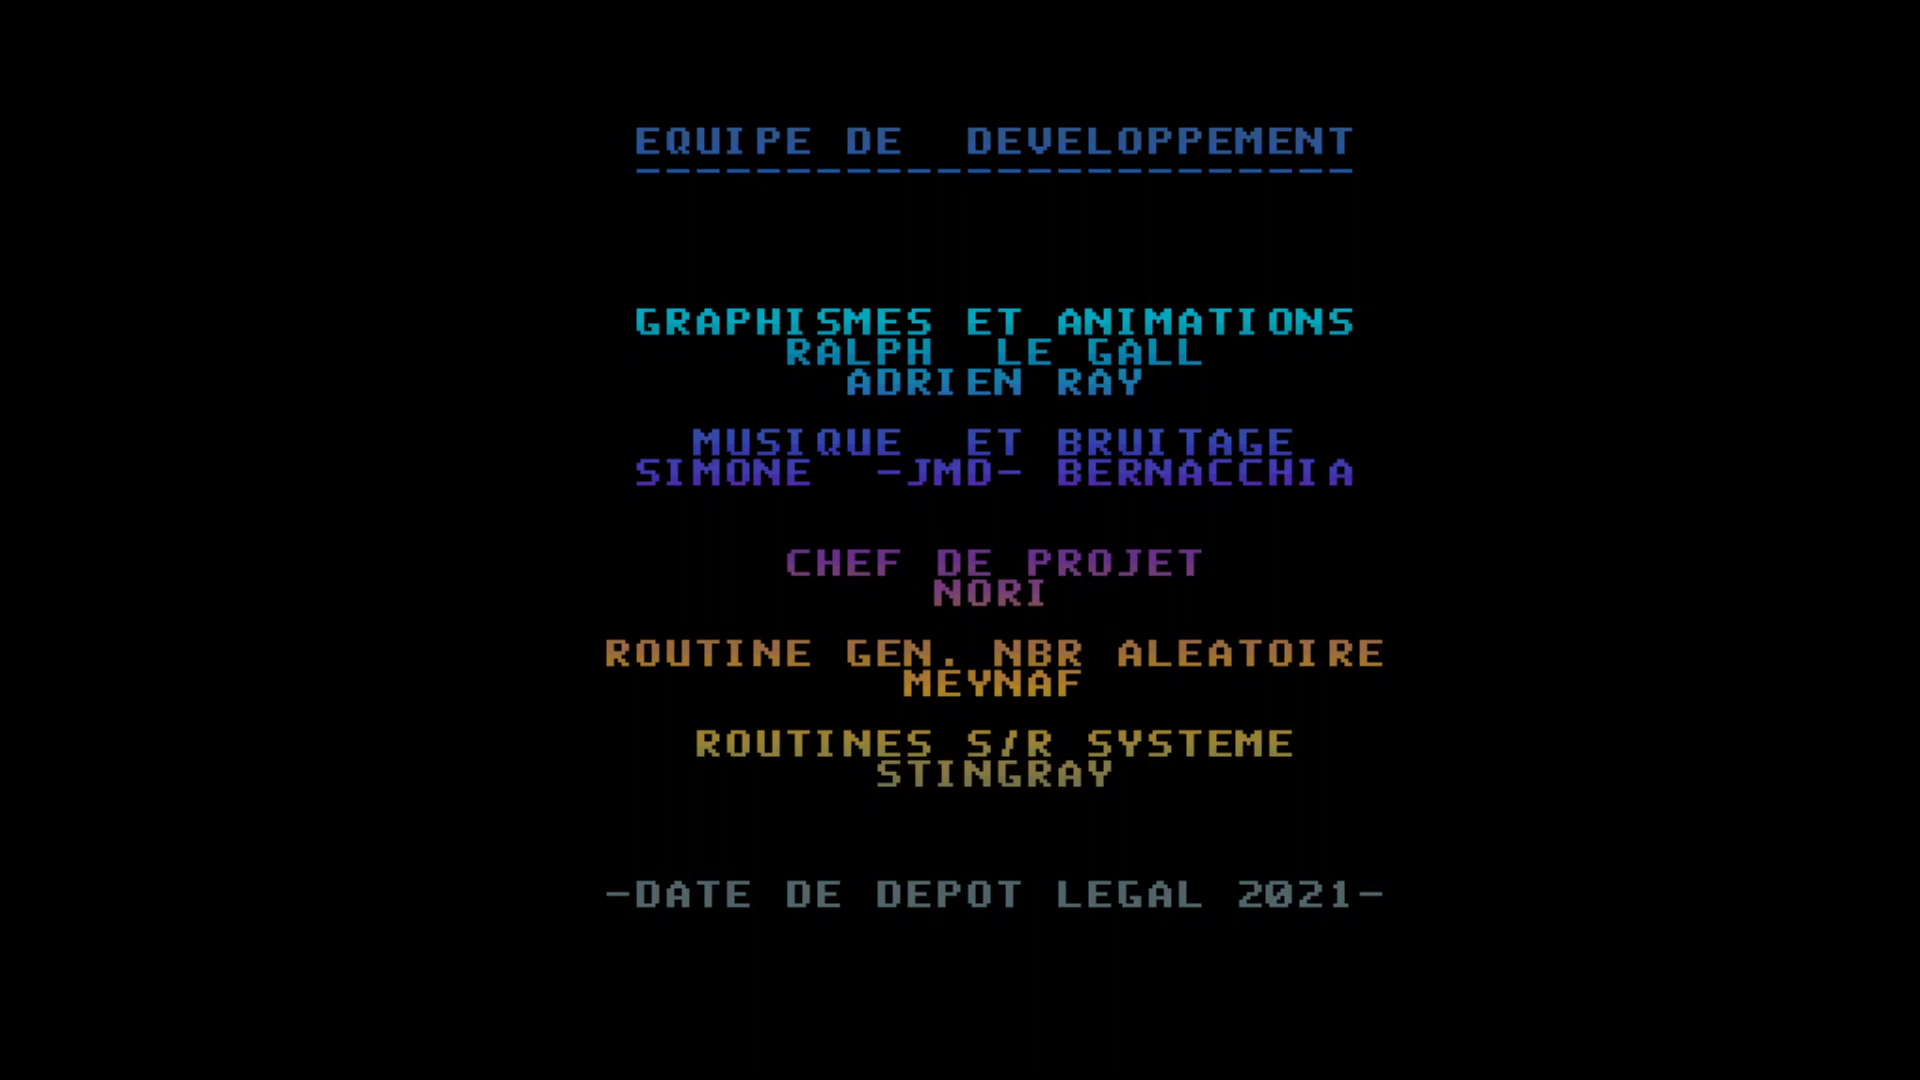 EQUIPE DE  DEVELOPPEMENT
------------------------
GRAPHISMES ET ANIMATIONS
RALPH  LE GALL
ADRIEN RAY
MUSIQUE  ET BRUITAGE
SIMONE  -JMD- BERNACCHIA
CHEF DE PROJET
NORI
ROUTINE GEN. NBR ALEATOIRE
MEYNAF
ROUTINES S/R SYSTEME
STINGRAY
-DATE DE DEPOT LEGAL 2021-